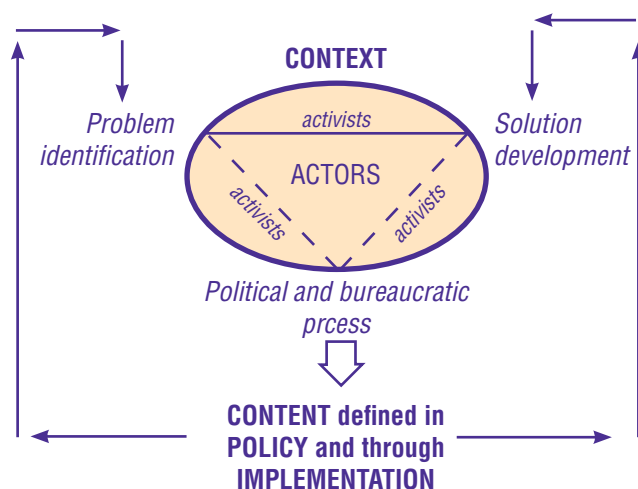 CONTEXT
Problem
identification
activists
Solution
development
ACTORS
activists
activists
Political and bureaucratic
prcess
CONTENT defined in
POLICY and through
IMPLEMENTATION